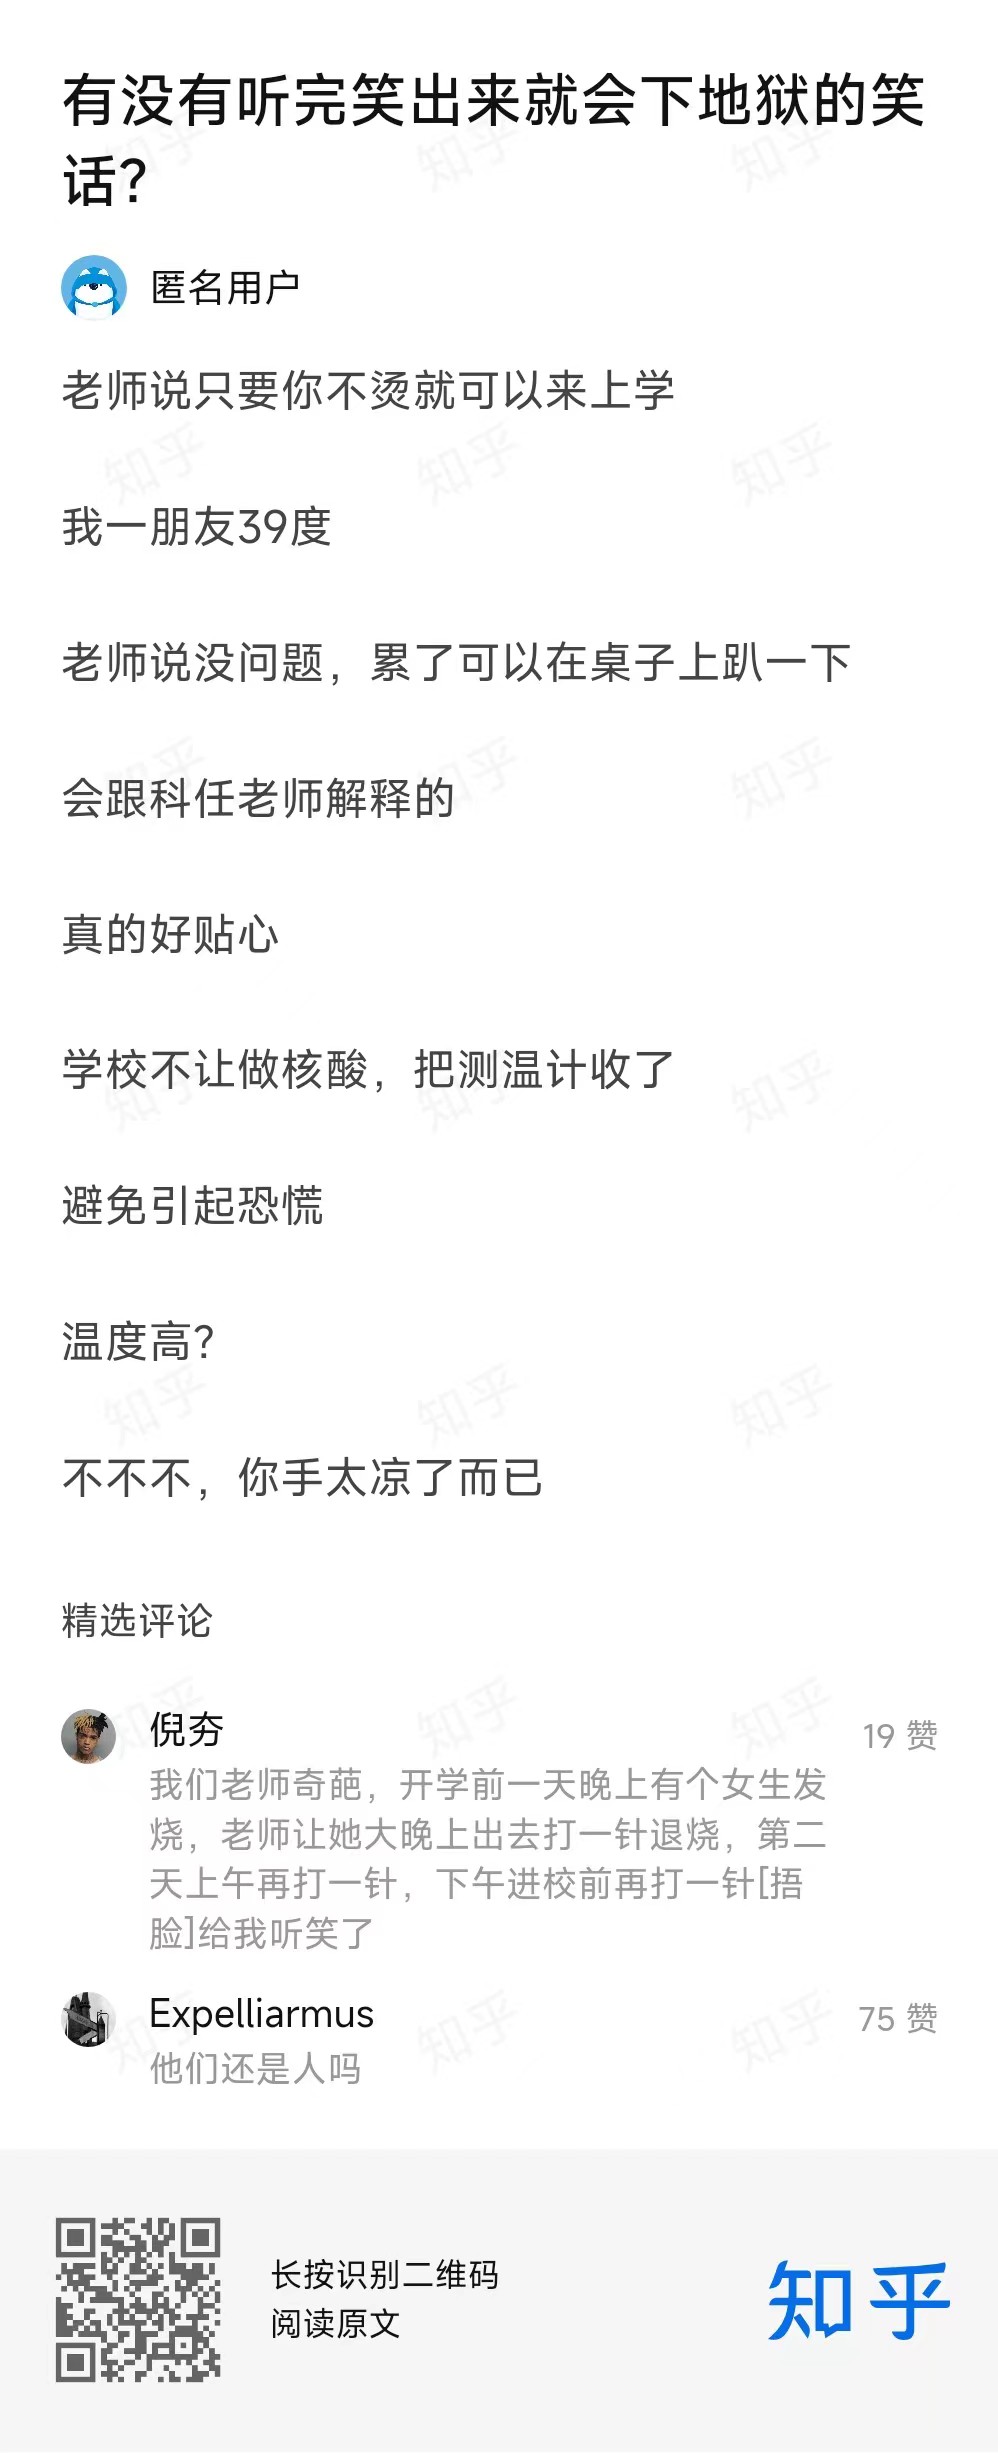 有没有听完笑出来就会下地狱的笑
话?
匿名用户
老师说只要你不烫就可以来上学
我一朋友39度
老师说没问题，累了可以在桌子上趴一下
会跟科任老师解释的
真的好贴心
学校不让做核酸，把测温计收了
避免引起恐慌
温度高?
不不不，你手太凉了而已
精选评论
倪夯
19 赞
我们老师奇葩，开学前一天晚上有个女生发
烧，老师让她大晚上出去打一针退烧，第二
天上午再打一针，下午进校前再打一针[捂
脸]给我听笑了
Expelliarmus
75 赞
他们还是人吗
长按识别二维码
阅读原文
知乎